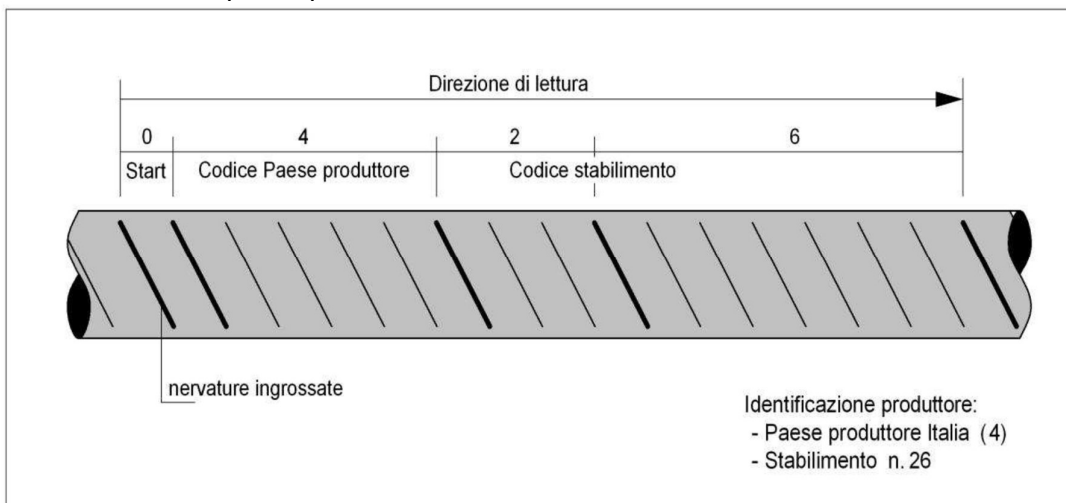 Direzione di lettura
0 4 2 6
Start Codice Paese produttore Codice stabilimento
nervature ingrossate
Identificazione produttore:
- Paese produttore Italia (4)
- Stabilimento n. 26